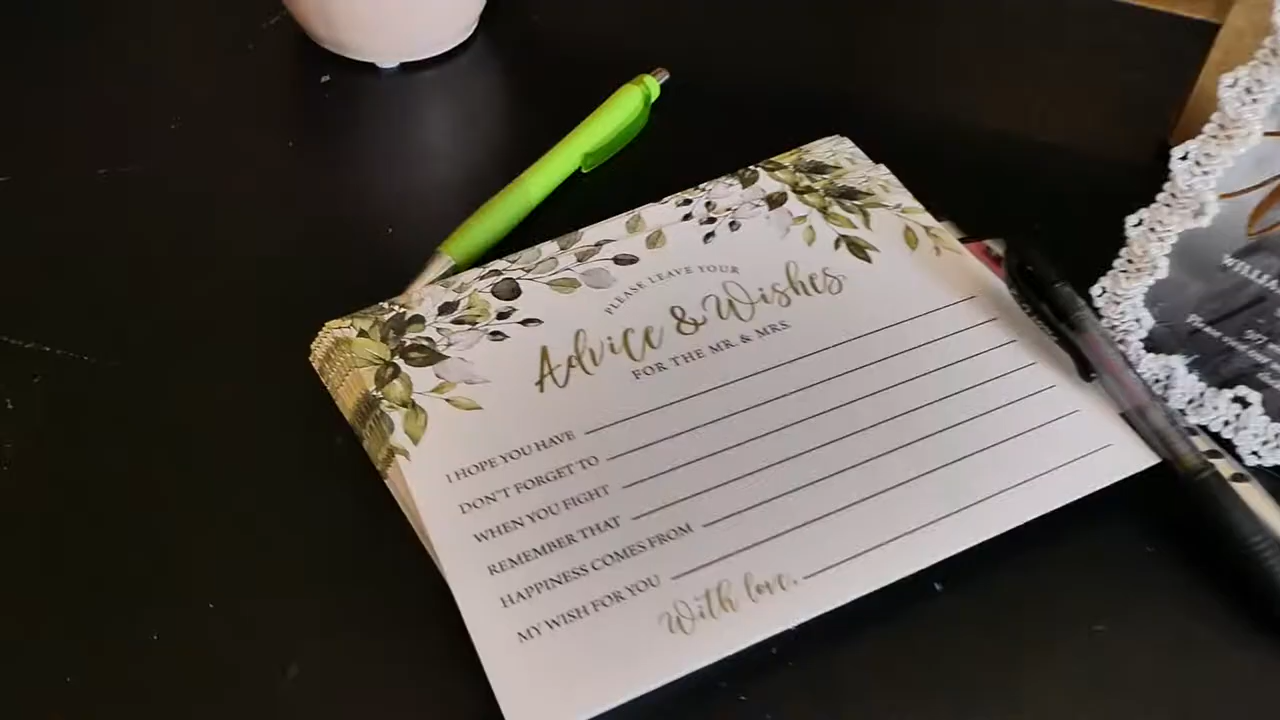 PLEASE LEAVE YOUR
Advice & Wishes
FOR THE MR. & MRS.
I HOPE YOU HAVE
DON'T FORGET TO
WHEN YOU FIGHT
REMEMBER THAT
HAPPINESS COMES FROM
MY WISH FOR YOU
With love,